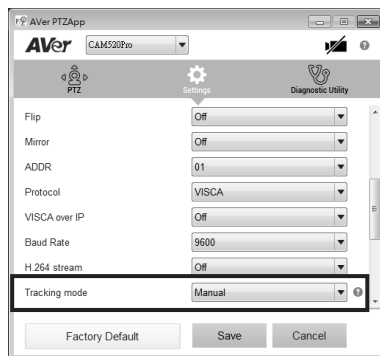 AVer PTZApp
AVer CAM520Pro
PTZ Settings Diagnostic Utility
Flip Off
Mirror Off
ADDR 01
Protocol VISCA
VISCA over IP Off
Baud Rate 9600
H.264 stream Off
Tracking mode Manual ?
Factory Default Save Cancel